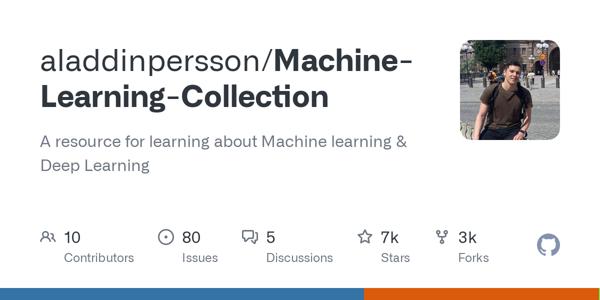 aladdinpersson/Machine-
Learning-Collection
A resource for learning about Machine learning &
Deep Learning
10 80 5 7k 3k
Contributors Issues Discussions Stars Forks